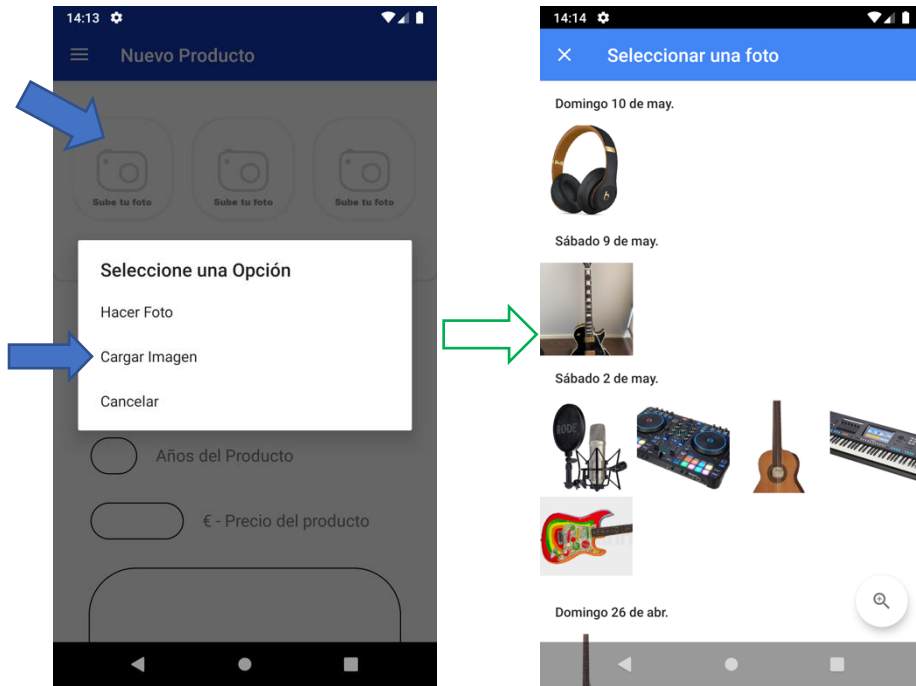 14:13
Nuevo Producto
Sube tu foto
Sube tu foto
Sube tu foto
Seleccione una Opción
Hacer Foto
Cargar Imagen
Cancelar
Años del Producto
€ - Precio del producto
14:14
Seleccionar una foto
Domingo 10 de may.
Sábado 9 de may.
Sábado 2 de may.
RODE
Domingo 26 de abr.